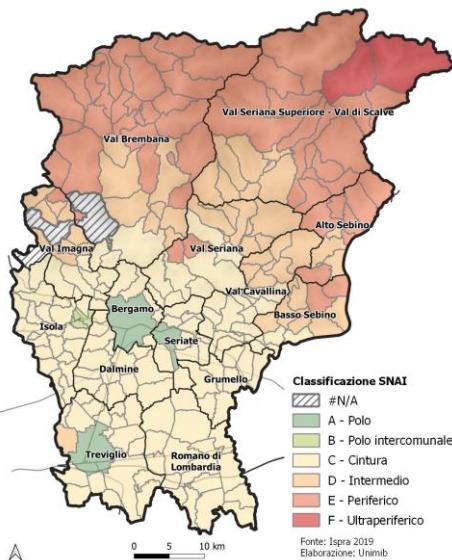 Val Seriana Superiore - Val di Scalve
Val Brembana
Alto Sebino
Val Imagna
Val Seriana
Val Cavallina
Bergamo
Basso Sebino
Isola
Seriate
Dalmine
Grumello
Treviglio
Romano di
Lombardia
Classificazione SNAI
#N/A
A - Polo
B - Polo intercomunale
C - Cintura
D - Intermedio
E - Periferico
F - Ultraperiferico
Fonte: Ispra 2019
Elaborazione: Unimib
0 5 10 km